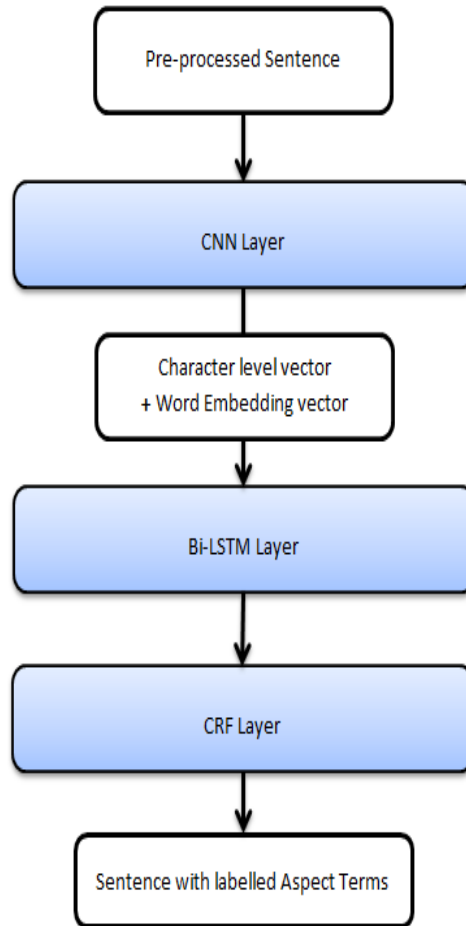 Pre-processed Sentence
CNN Layer
Character level vector
+ Word Embedding vector
Bi-LSTM Layer
CRF Layer
Sentence with labelled Aspect Terms